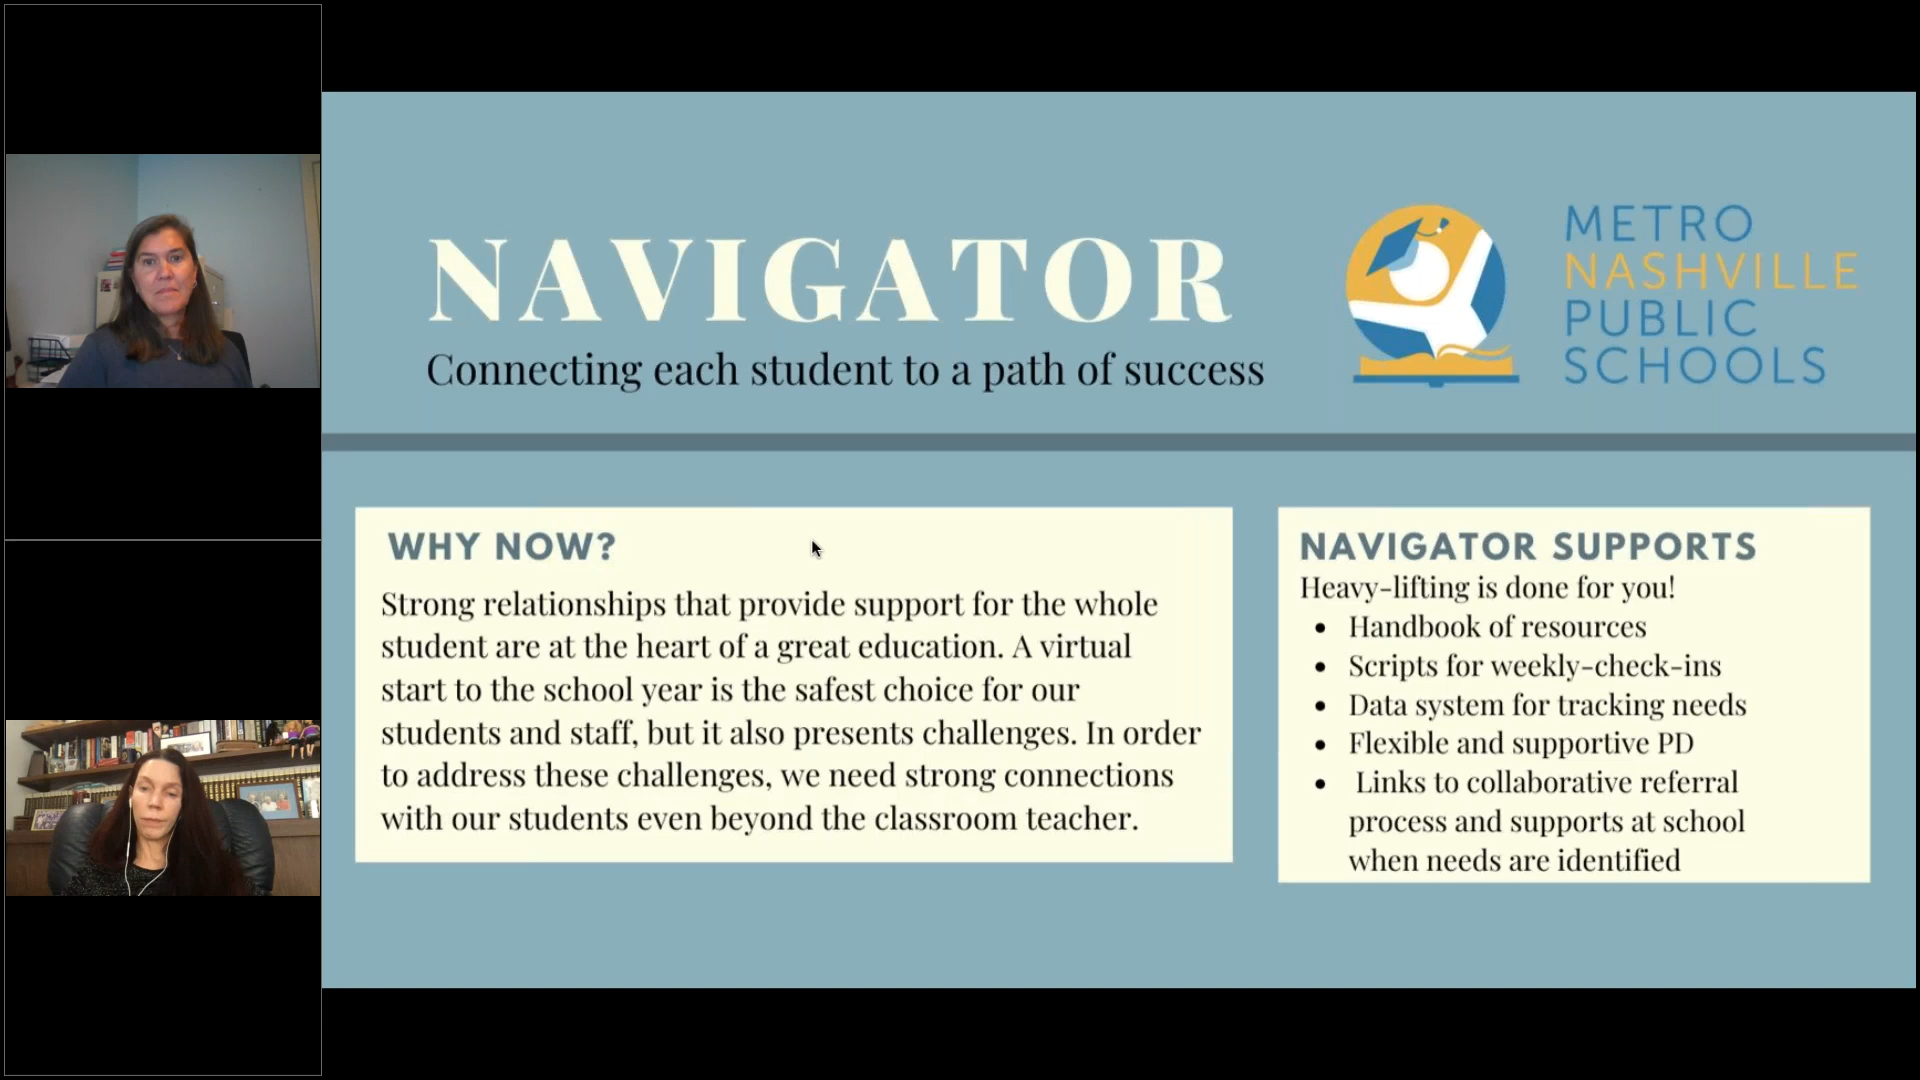 NAVIGATOR
Connecting each student to a path of success
METRO
NASHVILLE
PUBLIC
SCHOOLS
WHY NOW?
Strong relationships that provide support for the whole
student are at the heart of a great education. A virtual
start to the school year is the safest choice for our
students and staff, but it also presents challenges. In order
to address these challenges, we need strong connections
with our students even beyond the classroom teacher.
NAVIGATOR SUPPORTS
Heavy-lifting is done for you!
• Handbook of resources
• Scripts for weekly-check-ins
• Data system for tracking needs
• Flexible and supportive PD
• Links to collaborative referral
process and supports at school
when needs are identified